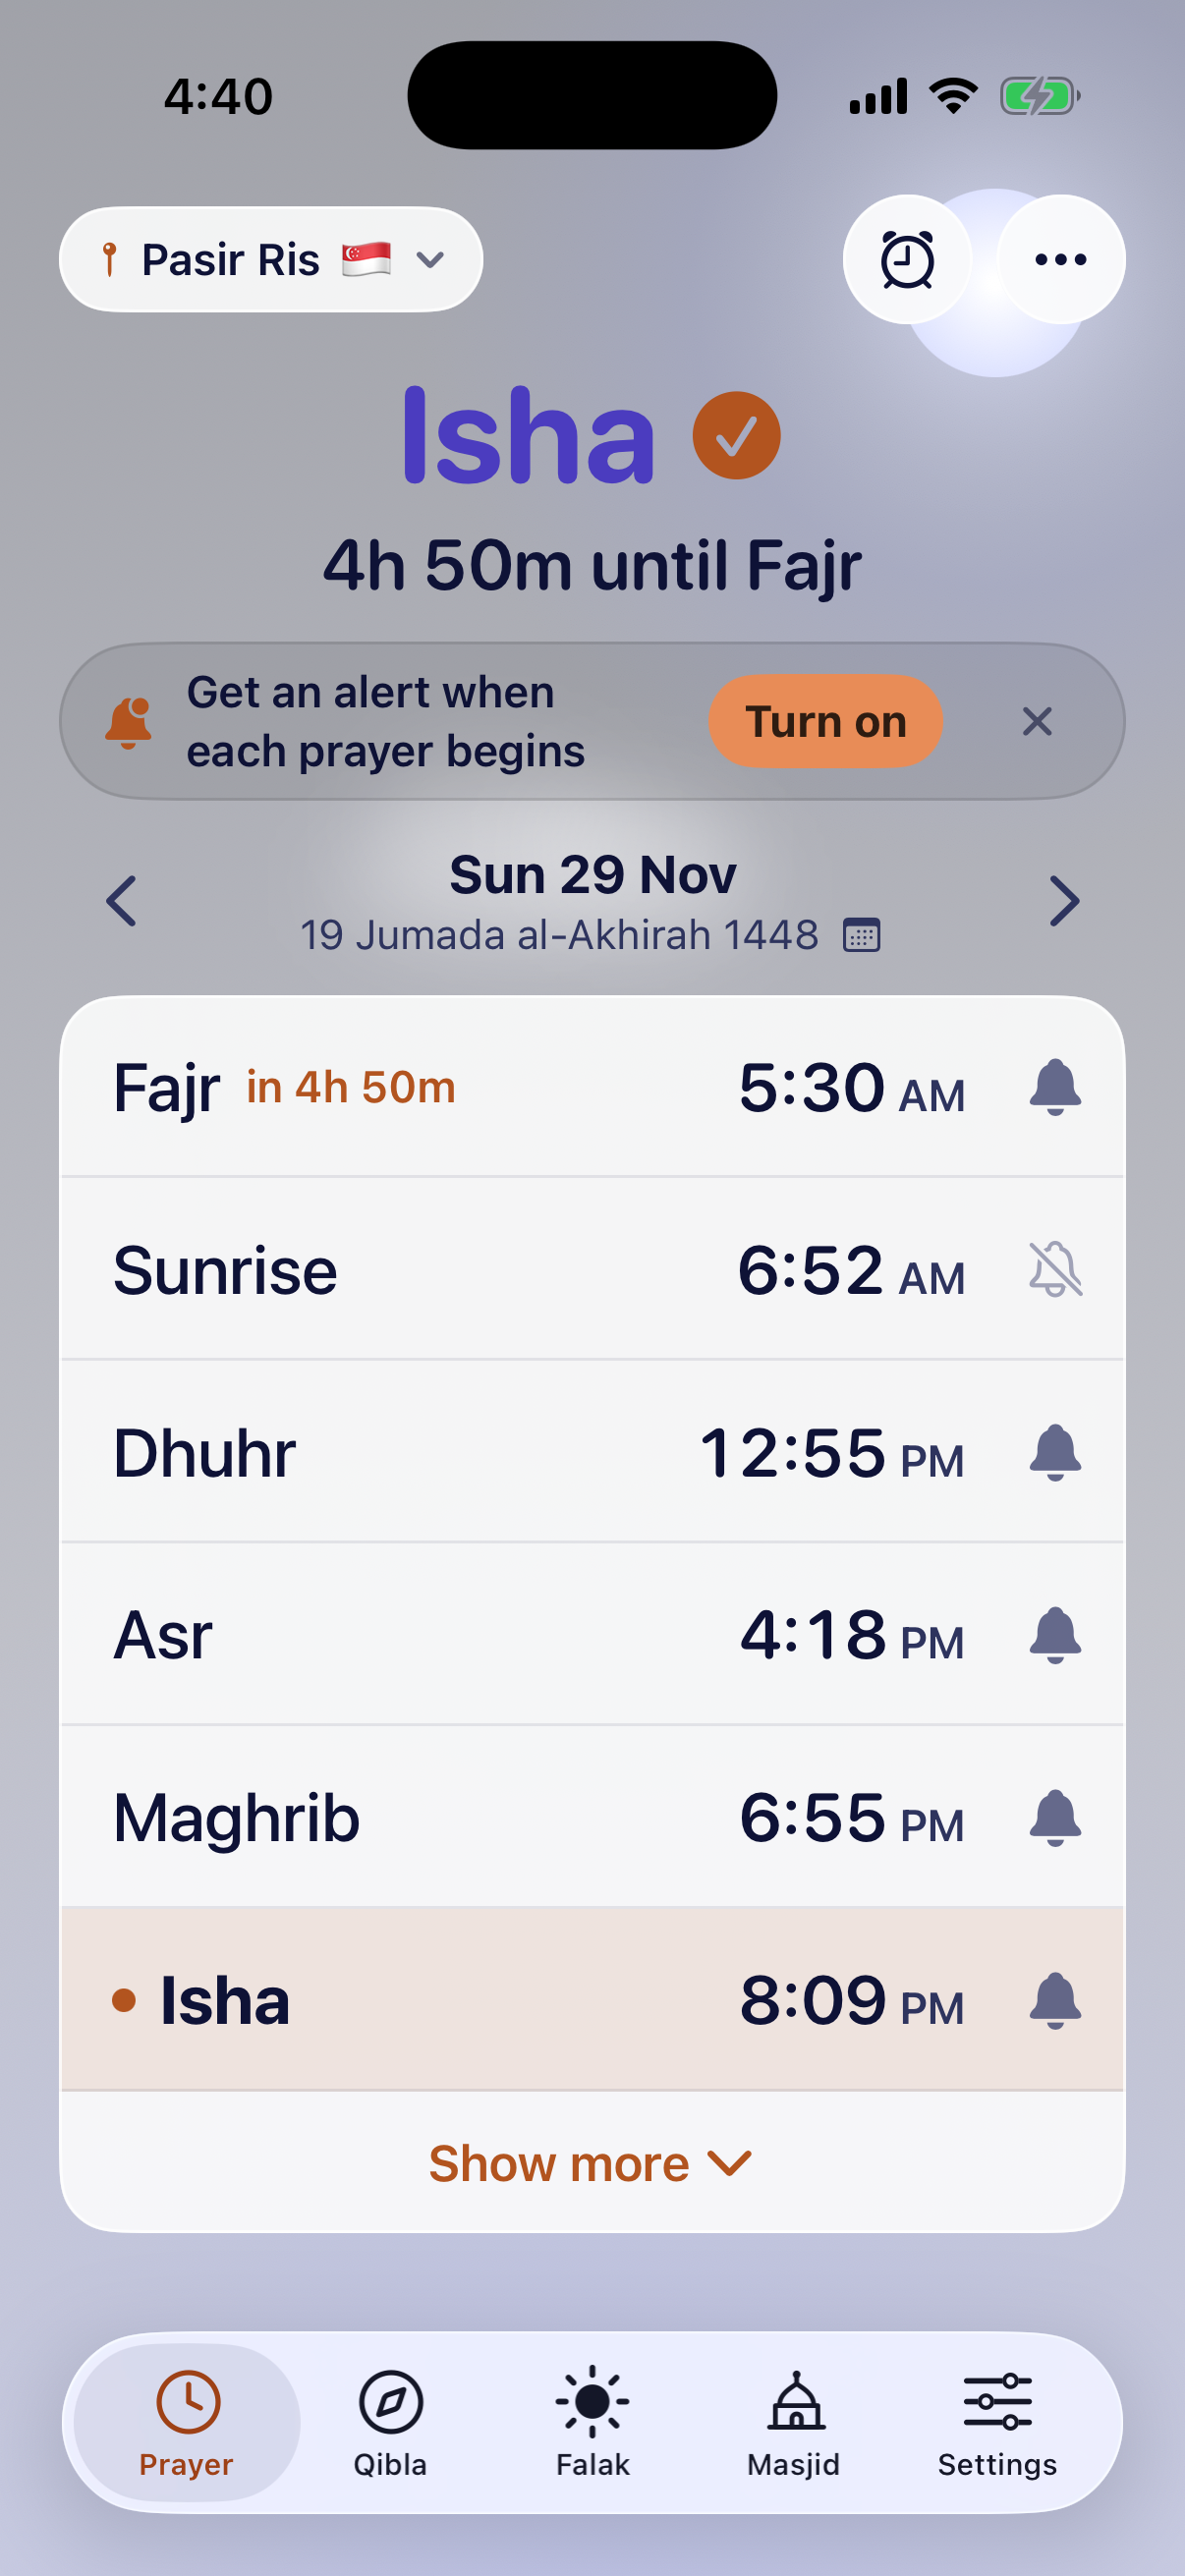 4:40
Pasir Ris 🇸🇬
Isha
4h 50m until Fajr
Get an alert when
each prayer begins
Turn on
Sun 29 Nov
19 Jumada al-Akhirah 1448
Fajr in 4h 50m 5:30 AM
Sunrise 6:52 AM
Dhuhr 12:55 PM
Asr 4:18 PM
Maghrib 6:55 PM
Isha 8:09 PM
Show more
Prayer Qibla Falak Masjid Settings